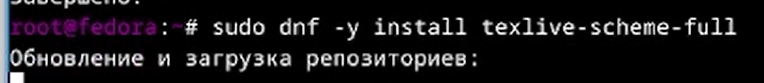 Завершено!
root@fedora:~# sudo dnf -y install texlive-scheme-full
Обновление и загрузка репозиториев: